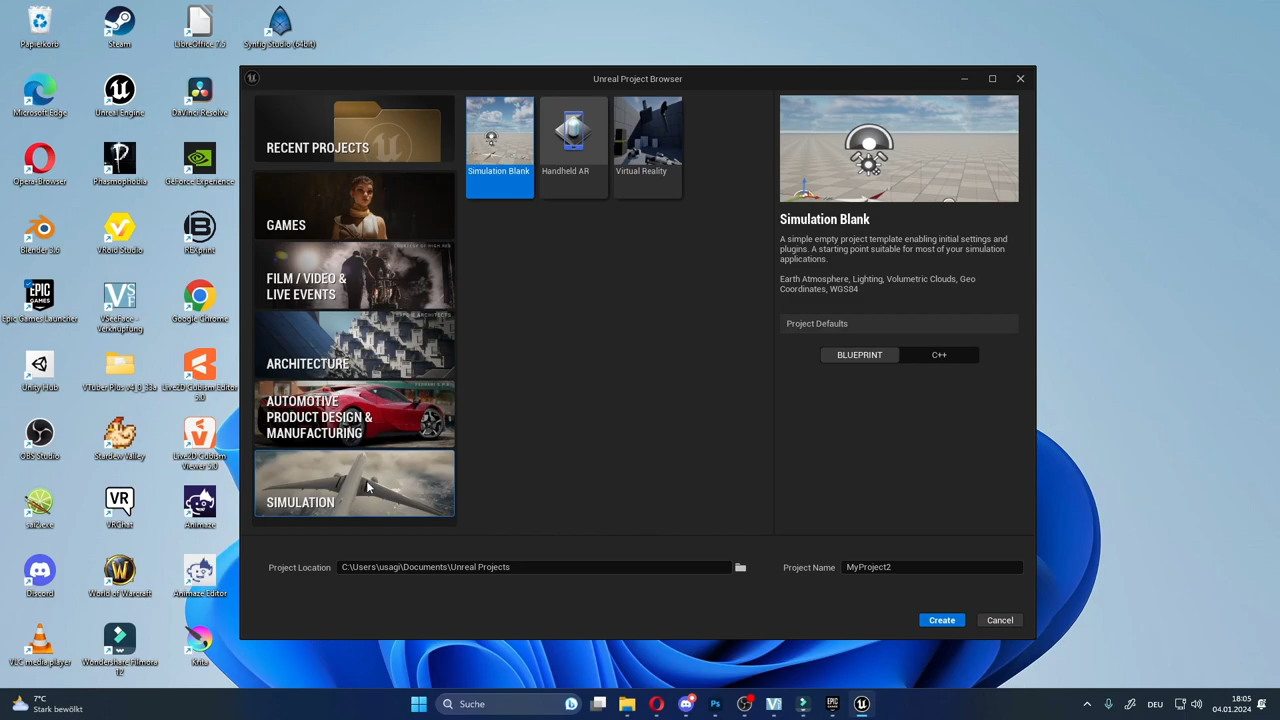 Papierkorb
Steam
LibreOffice 7.5
Synfig Studio (64bit)
Microsoft Edge
Unreal Engine
DaVinci Resolve
Opera-Browser
Phasmophobia
GeForce Experience
Blender 3.6
VRoid Studio
REXprint
Epic Games Launcher
VSeeFace - Verknüpfung
Google Chrome
Unity Hub
VTuber Plus v4_0_33a
Live2D Cubism Editor 5.0
OBS Studio
Stardew Valley
Live2D Cubism Viewer 5.0
sai2.exe
VRChat
Animaze
Discord
World of Warcraft
Animaze Editor
VLC media player
Wondershare Filmora 12
Krita
Unreal Project Browser
RECENT PROJECTS
GAMES
FILM / VIDEO &
LIVE EVENTS
ARCHITECTURE
AUTOMOTIVE
PRODUCT DESIGN &
MANUFACTURING
SIMULATION
Simulation Blank
Handheld AR
Virtual Reality
Simulation Blank
A simple empty project template enabling initial settings and
plugins. A starting point suitable for most of your simulation
applications.
Earth Atmosphere, Lighting, Volumetric Clouds, Geo
Coordinates, WGS84
Project Defaults
BLUEPRINT
C++
Project Location
C:\Users\usagi\Documents\Unreal Projects
Project Name
MyProject2
Create
Cancel
7°C
Stark bewölkt
Suche
DEU
18:05
04.01.2024